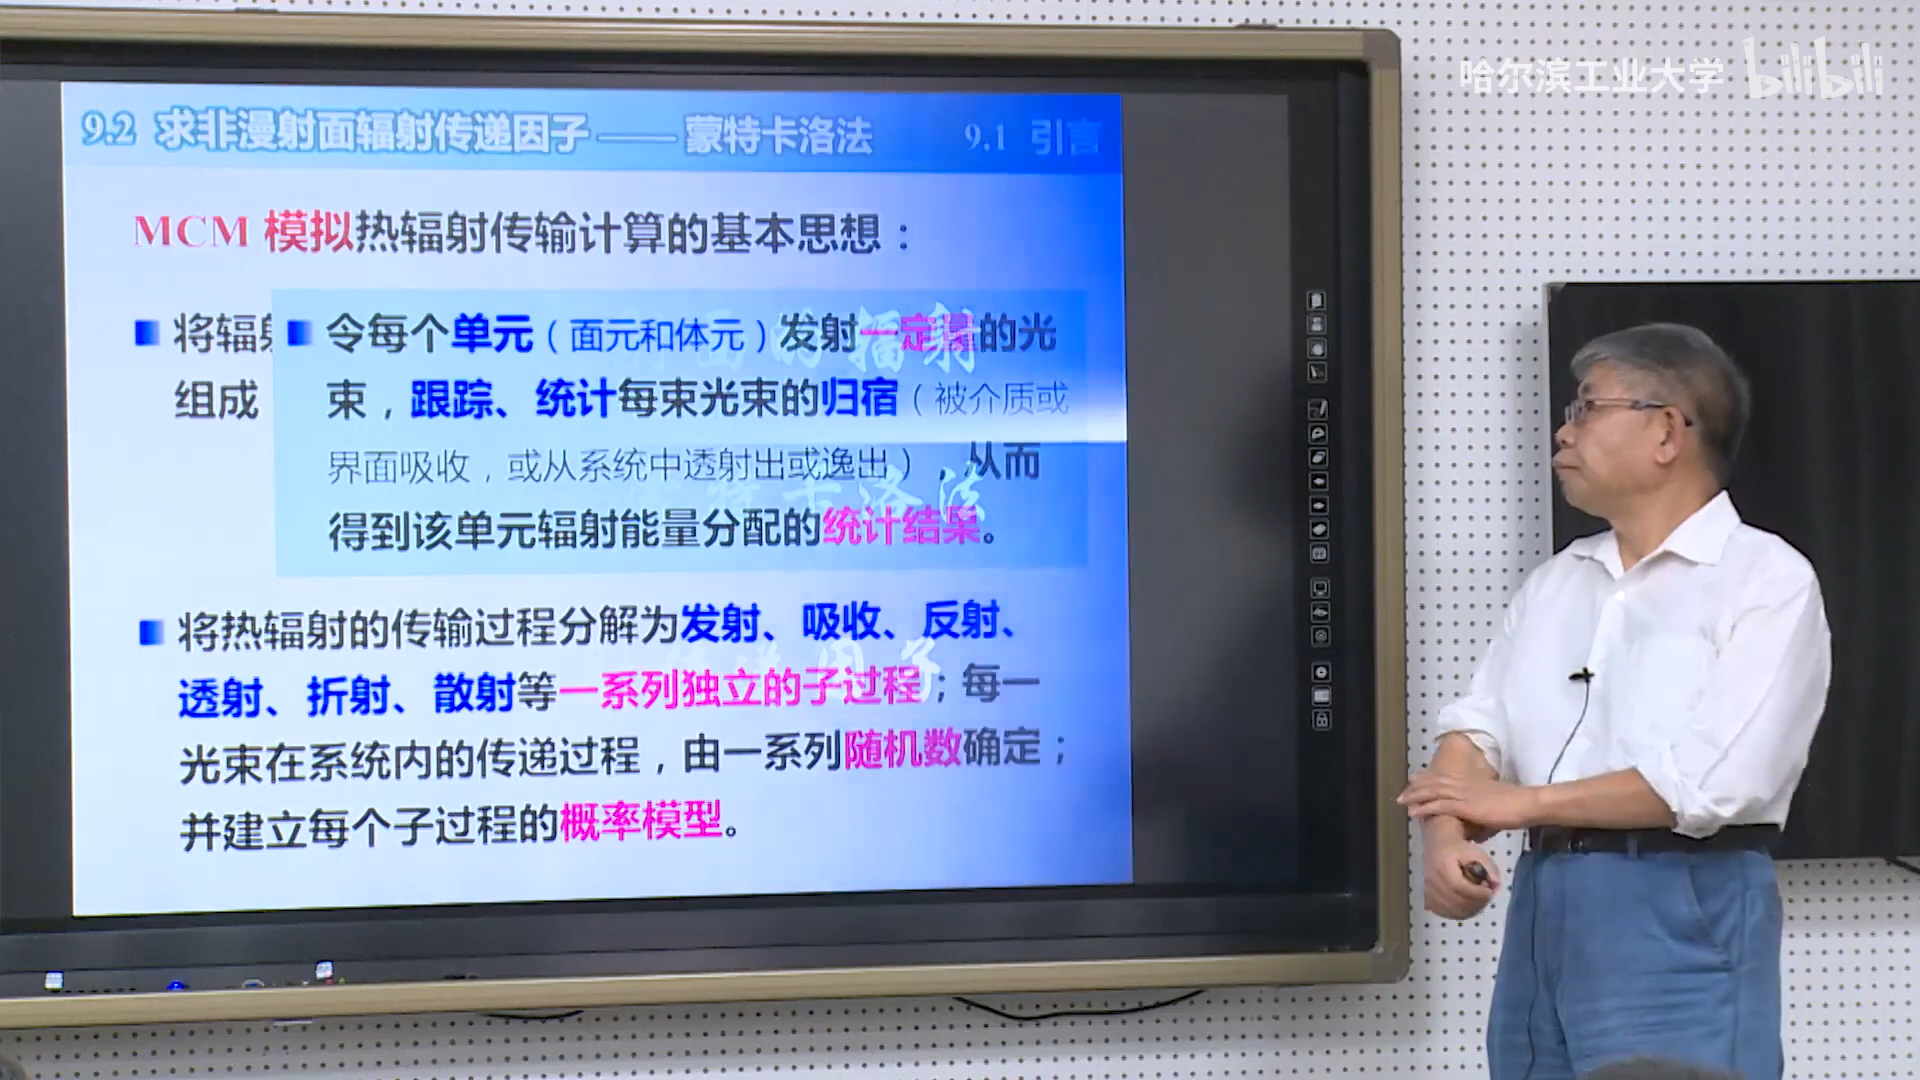 哈尔滨工业大学 bilibili
9.2 求非漫射面辐射传递因子 —— 蒙特卡洛法 9.1 引言
MCM 模拟热辐射传输计算的基本思想：
将辐射
组成
令每个单元（面元和体元）发射一定量的光
束，跟踪、统计每束光束的归宿（被介质或
界面吸收，或从系统中透射出或逸出），从而
得到该单元辐射能量分配的统计结果。
将热辐射的传输过程分解为发射、吸收、反射、
透射、折射、散射等一系列独立的子过程；每一
光束在系统内的传递过程，由一系列随机数确定；
并建立每个子过程的概率模型。